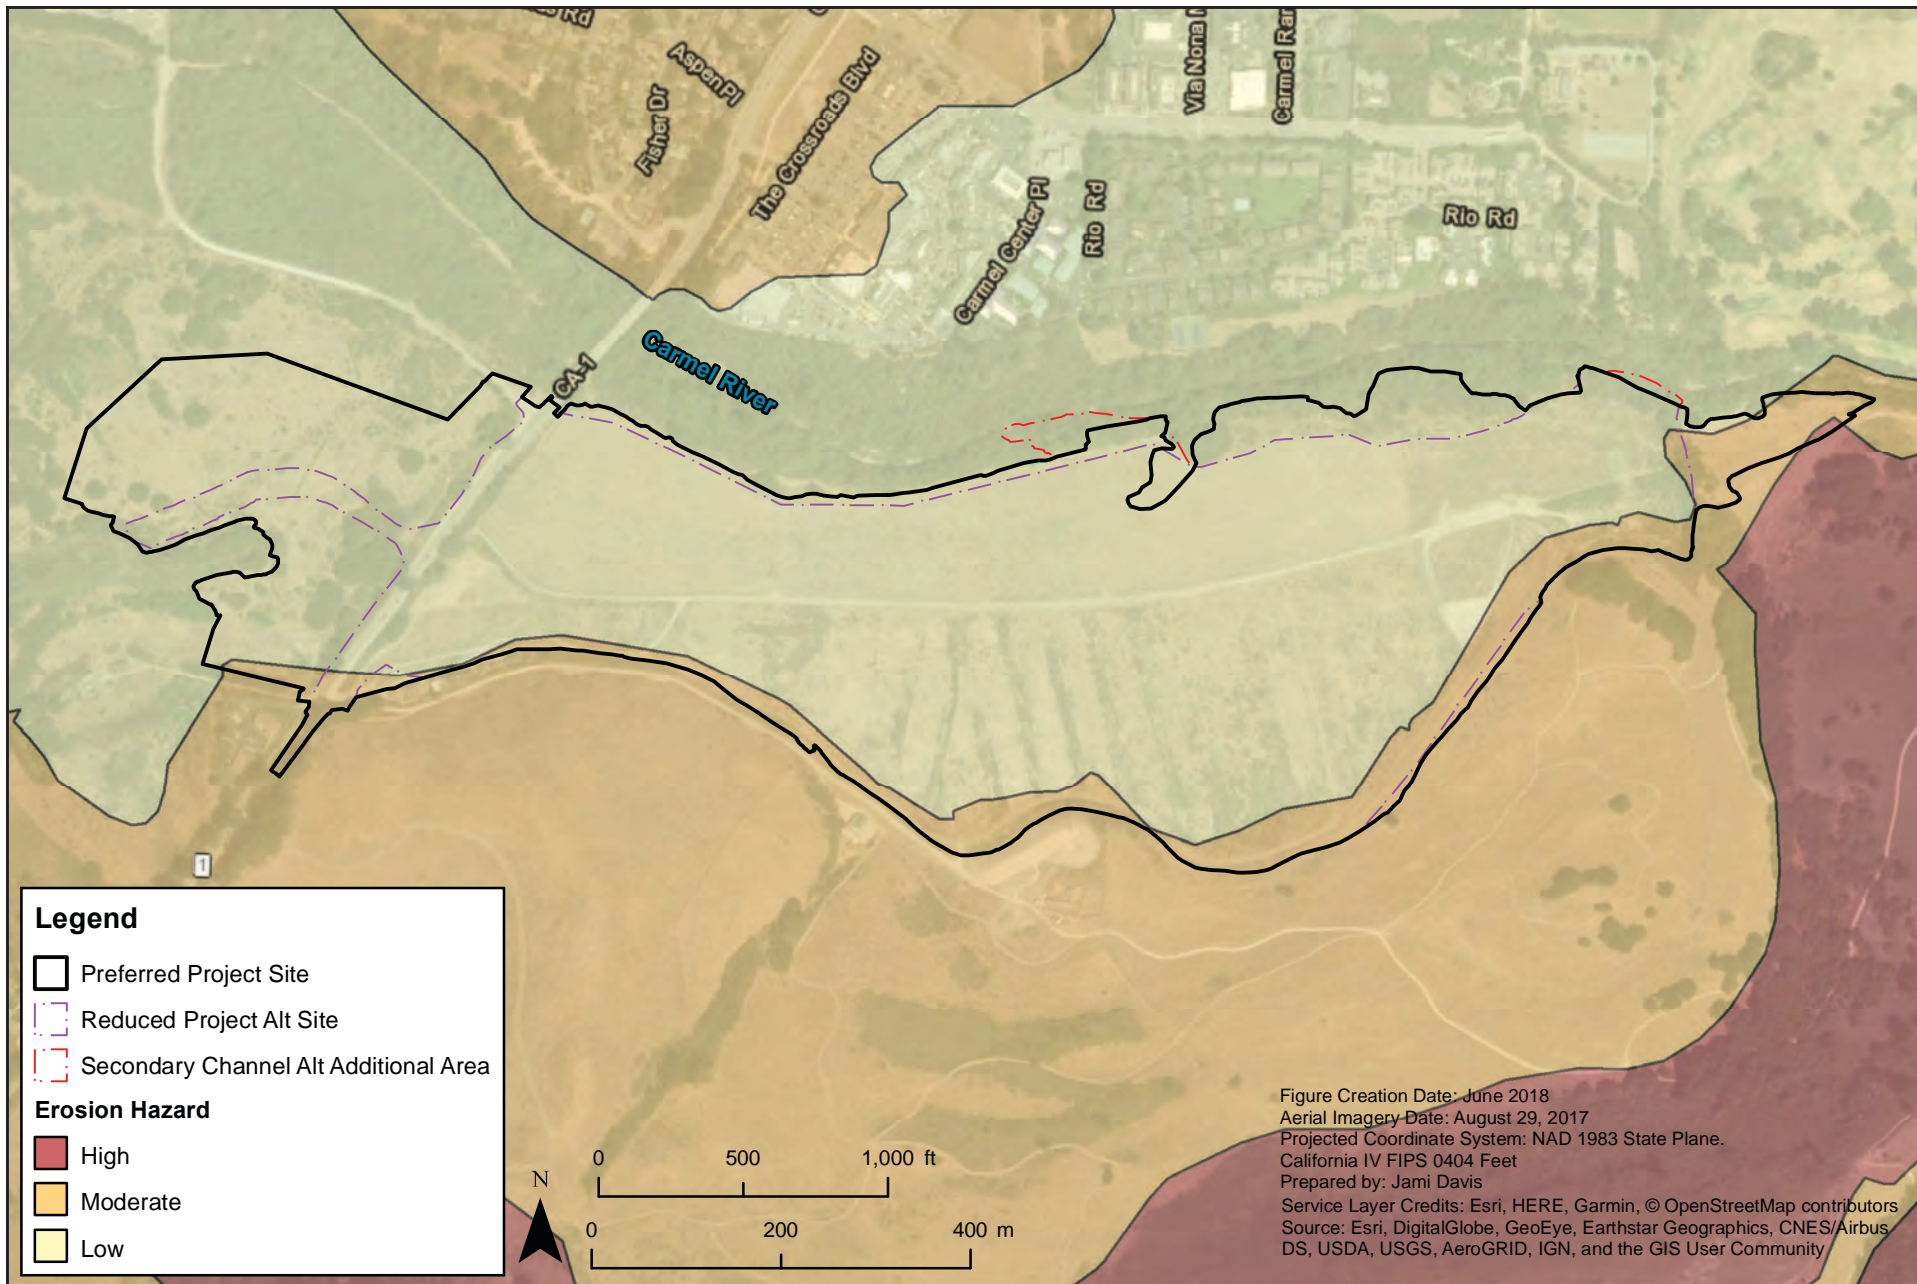 Rd
Aspen Pl
Fisher Dr
The Crossroads Blvd
Via Nona
Carmel
Carmel Center Pl
Rio Rd
Rio Rd
CA-1
Carmel River
1
Legend
Preferred Project Site
Reduced Project Alt Site
Secondary Channel Alt Additional Area
Erosion Hazard
High
Moderate
Low
N
0 500 1,000 ft
0 200 400 m
Figure Creation Date: June 2018
Aerial Imagery Date: August 29, 2017
Projected Coordinate System: NAD 1983 State Plane.
California IV FIPS 0404 Feet
Prepared by: Jami Davis
Service Layer Credits: Esri, HERE, Garmin, © OpenStreetMap contributors
Source: Esri, DigitalGlobe, GeoEye, Earthstar Geographics, CNES/Airbus
DS, USDA, USGS, AeroGRID, IGN, and the GIS User Community